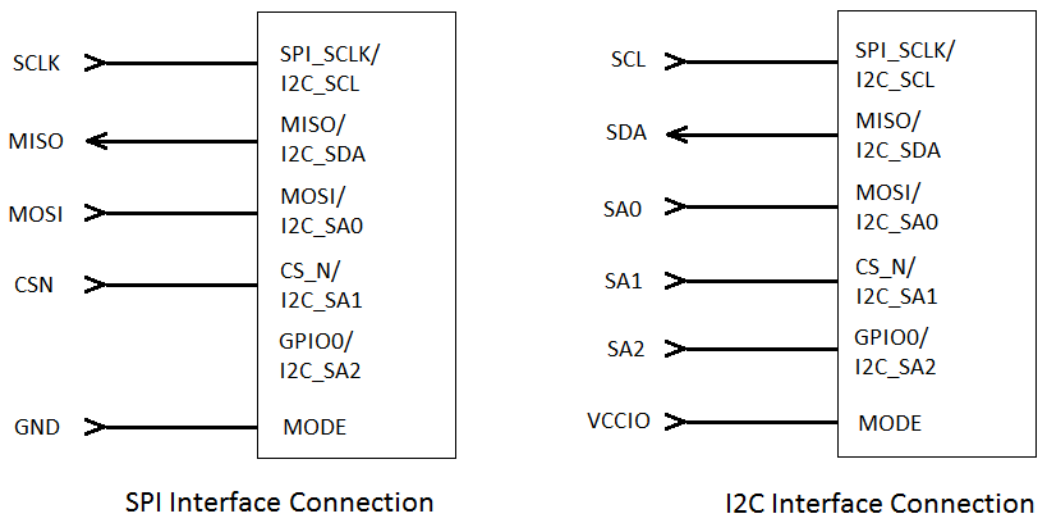 SCLK
SPI_SCLK/
I2C_SCL
MISO
MISO/
I2C_SDA
MOSI
MOSI/
I2C_SA0
CSN
CS_N/
I2C_SA1
GPIO0/
I2C_SA2
GND
MODE
SPI Interface Connection
SCL
SPI_SCLK/
I2C_SCL
SDA
MISO/
I2C_SDA
SA0
MOSI/
I2C_SA0
SA1
CS_N/
I2C_SA1
SA2
GPIO0/
I2C_SA2
VCCIO
MODE
I2C Interface Connection